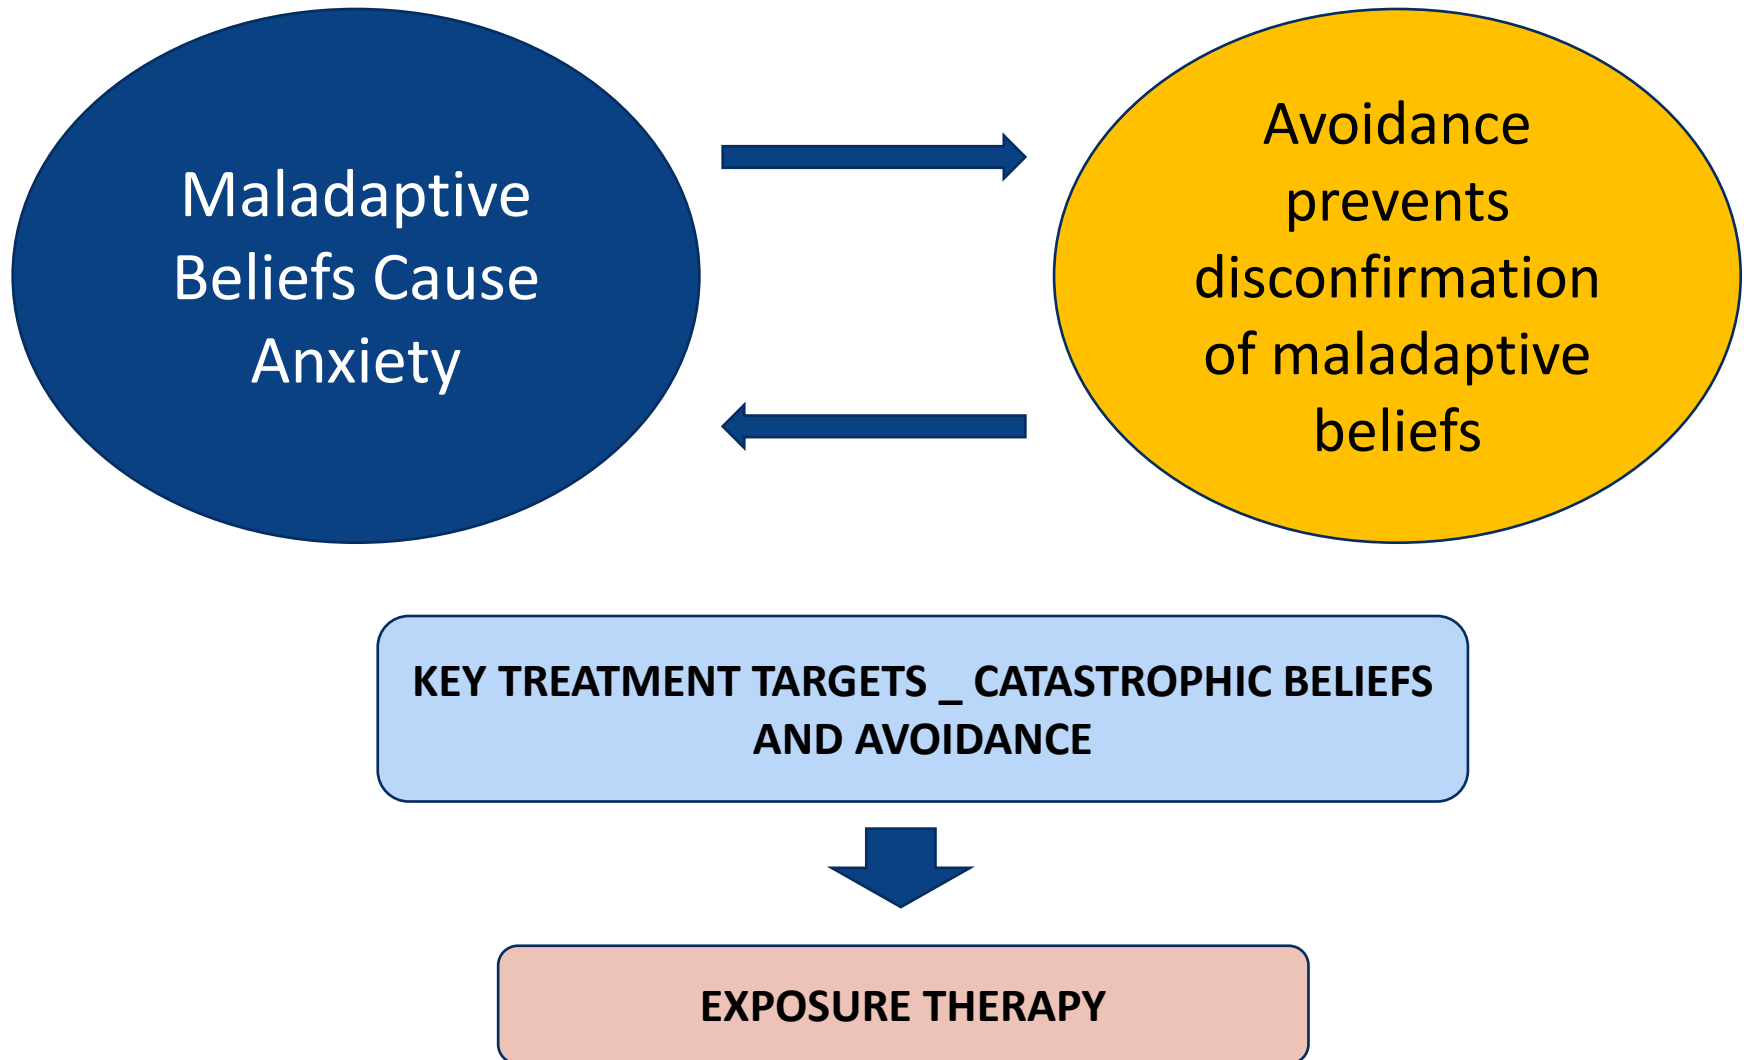 Maladaptive
Beliefs Cause
Anxiety
Avoidance
prevents
disconfirmation
of maladaptive
beliefs
KEY TREATMENT TARGETS _ CATASTROPHIC BELIEFS
AND AVOIDANCE
EXPOSURE THERAPY